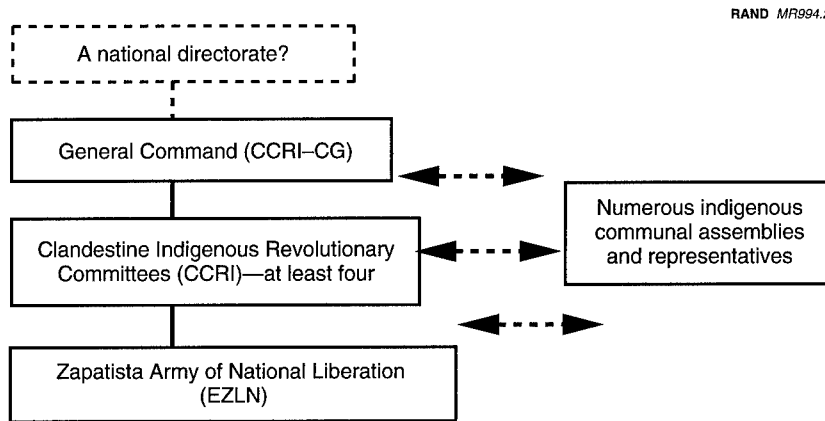 RAND MR994.2
A national directorate?
General Command (CCRI–CG)
Clandestine Indigenous Revolutionary
Committees (CCRI)—at least four
Numerous indigenous
communal assemblies
and representatives
Zapatista Army of National Liberation
(EZLN)